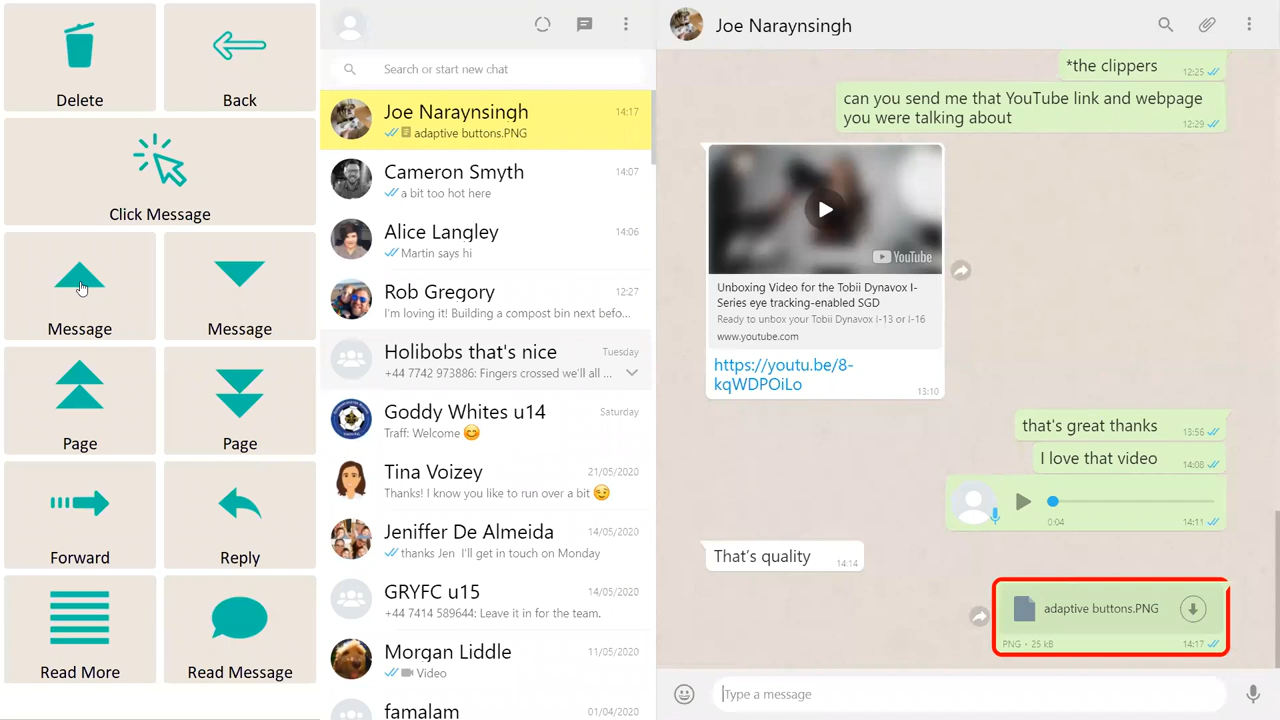 Delete
Back
Click Message
Message
Message
Page
Page
Forward
Reply
Read More
Read Message
Search or start new chat
Joe Naraynsingh
14:17
adaptive buttons.PNG
Cameron Smyth
14:07
a bit too hot here
Alice Langley
14:06
Martin says hi
Rob Gregory
12:27
I'm loving it! Building a compost bin next befo...
Holibobs that's nice
Tuesday
+44 7742 973886: Fingers crossed we'll all ...
Goddy Whites u14
Saturday
Traff: Welcome 😊
Tina Voizey
21/05/2020
Thanks! I know you like to run over a bit 😉
Jeniffer De Almeida
14/05/2020
thanks Jen I'll get in touch on Monday
GRYFC u15
14/05/2020
+44 7414 589644: Leave it in for the team.
Morgan Liddle
11/05/2020
Video
famalam
01/04/2020
Joe Naraynsingh
*the clippers
12:25
can you send me that YouTube link and webpage
you were talking about
12:29
YouTube
Unboxing Video for the Tobii Dynavox I-
Series eye tracking-enabled SGD
Ready to unbox your Tobii Dynavox I-13 or I-16
www.youtube.com
https://youtu.be/8-
kqWDPOiLo
13:10
that's great thanks
13:56
I love that video
14:08
0:04
14:11
That's quality
14:14
adaptive buttons.PNG
PNG • 25 kB
14:17
Type a message